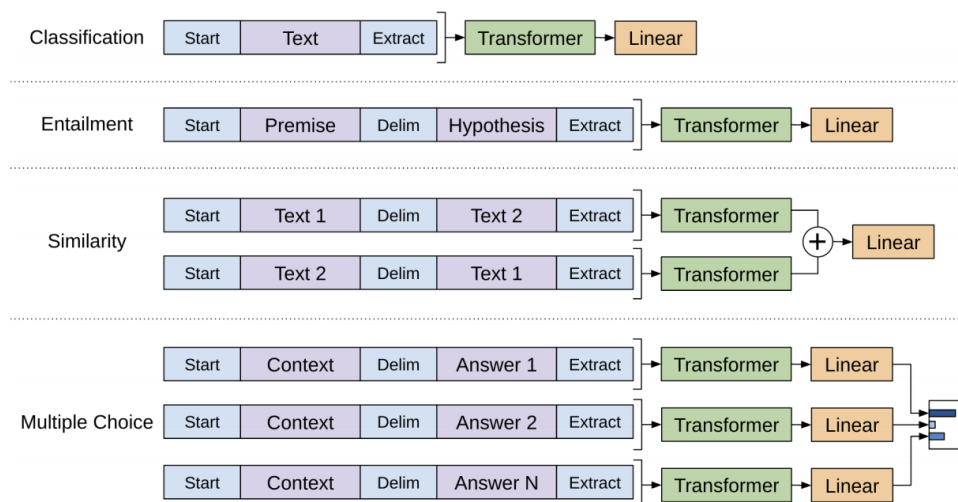 Classification Start Text Extract Transformer Linear
Entailment Start Premise Delim Hypothesis Extract Transformer Linear
Start Text 1 Delim Text 2 Extract Transformer
Similarity + Linear
Start Text 2 Delim Text 1 Extract Transformer
Start Context Delim Answer 1 Extract Transformer Linear
Multiple Choice Start Context Delim Answer 2 Extract Transformer Linear
Start Context Delim Answer N Extract Transformer Linear